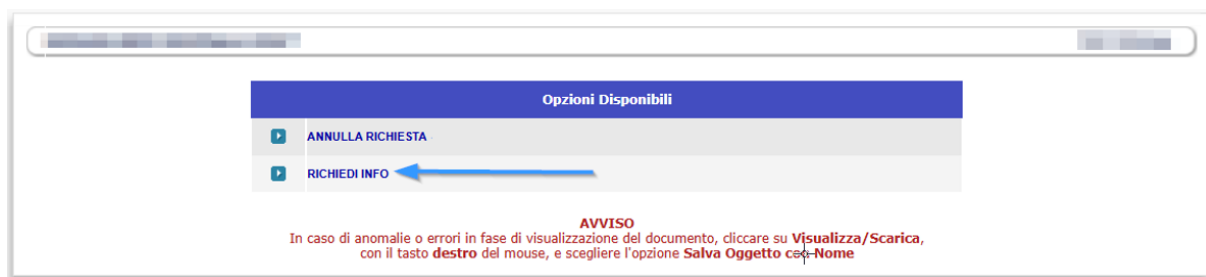 Opzioni Disponibili
ANNULLA RICHIESTA
RICHIEDI INFO
AVVISO
In caso di anomalie o errori in fase di visualizzazione del documento, cliccare su Visualizza/Scarica,
con il tasto destro del mouse, e scegliere l'opzione Salva Oggetto con Nome